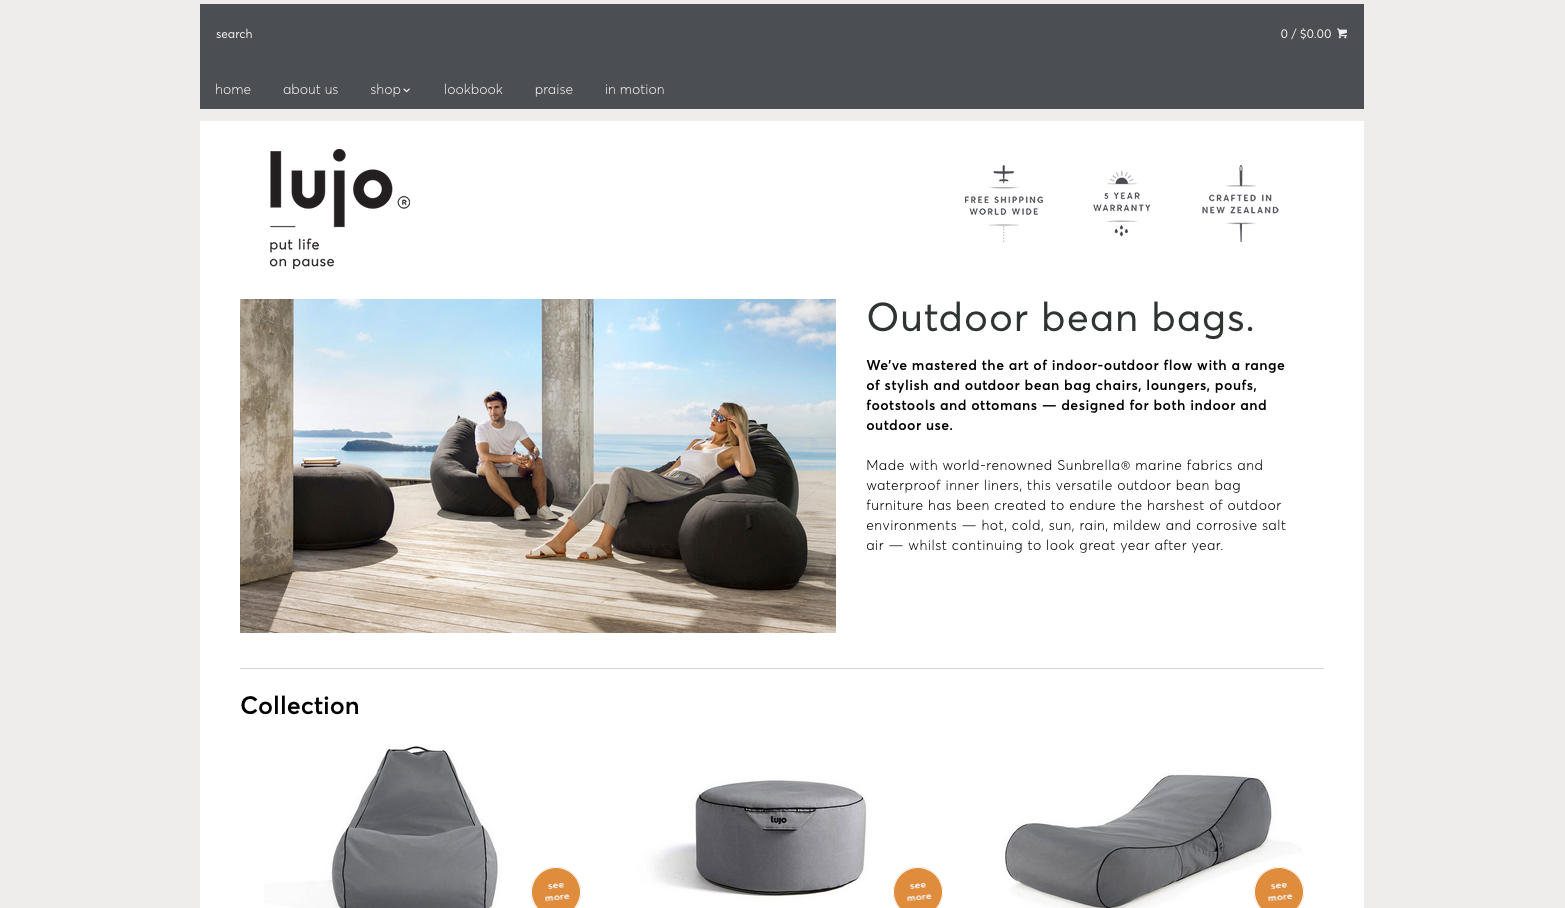 search
0 / $0.00
home
about us
shop
lookbook
praise
in motion
lujo®
put life
on pause
FREE SHIPPING
WORLD WIDE
5 YEAR
WARRANTY
CRAFTED IN
NEW ZEALAND
Outdoor bean bags.
We've mastered the art of indoor-outdoor flow with a range
of stylish and outdoor bean bag chairs, loungers, poufs,
footstools and ottomans — designed for both indoor and
outdoor use.
Made with world-renowned Sunbrella® marine fabrics and
waterproof inner liners, this versatile outdoor bean bag
furniture has been created to endure the harshest of outdoor
environments — hot, cold, sun, rain, mildew and corrosive salt
air — whilst continuing to look great year after year.
Collection
lujo
see
more
see
more
see
more